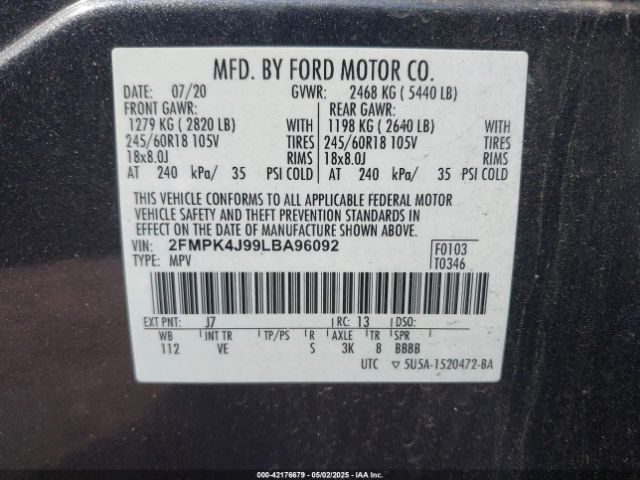 MFD. BY FORD MOTOR CO.
DATE: 07/20 GVWR: 2468 KG ( 5440 LB)
FRONT GAWR: REAR GAWR:
1279 KG ( 2820 LB) WITH 1198 KG ( 2640 LB) WITH
245/60R18 105V TIRES 245/60R18 105V TIRES
18x8.0J RIMS 18x8.0J RIMS
AT 240 kPa/ 35 PSI COLD AT 240 kPa/ 35 PSI COLD
THIS VEHICLE CONFORMS TO ALL APPLICABLE FEDERAL MOTOR
VEHICLE SAFETY AND THEFT PREVENTION STANDARDS IN
EFFECT ON THE DATE OF MANUFACTURE SHOWN ABOVE.
VIN: 2FMPK4J99LBA96092 F0103
TYPE: MPV T0346
EXT PNT: J7 RC: 13 DSO:
WB INT TR TP/PS R AXLE TR SPR
112 VE S 3K 8 BBBB
UTC ▽ 5U5A-1520472-BA
000-42176679 - 05/02/2025 - IAAI, Inc.